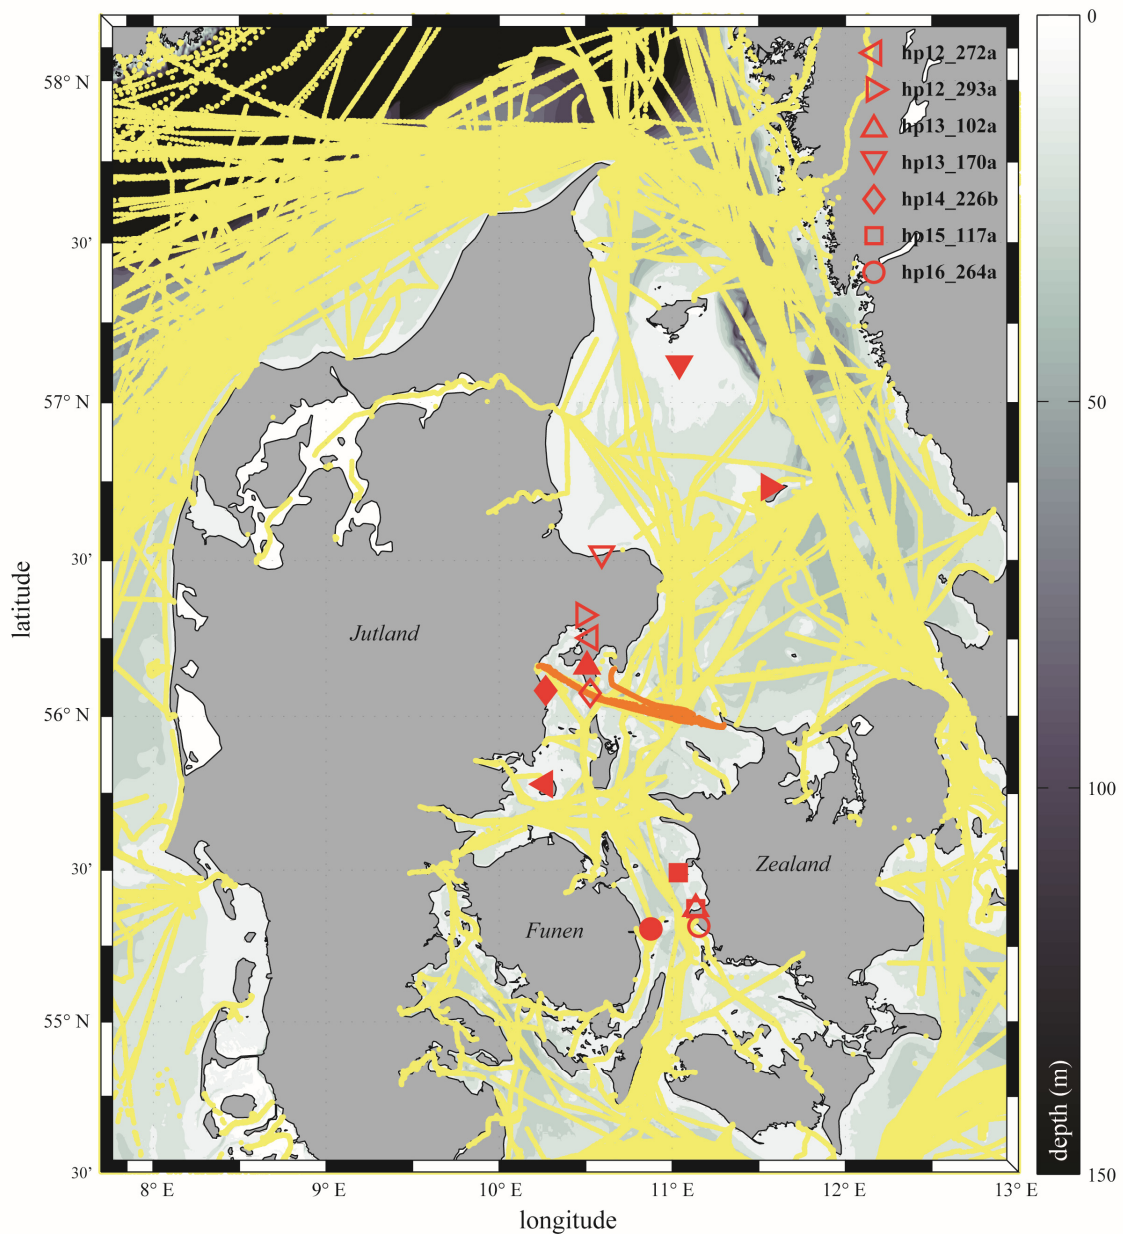 hp12_272a
hp12_293a
hp13_102a
hp13_170a
hp14_226b
hp15_117a
hp16_264a
58° N
30’
57° N
30’
56° N
30’
55° N
30’
latitude
Jutland
Funen
Zealand
8° E
9° E
10° E
11° E
12° E
13° E
longitude
0
50
100
150
depth (m)